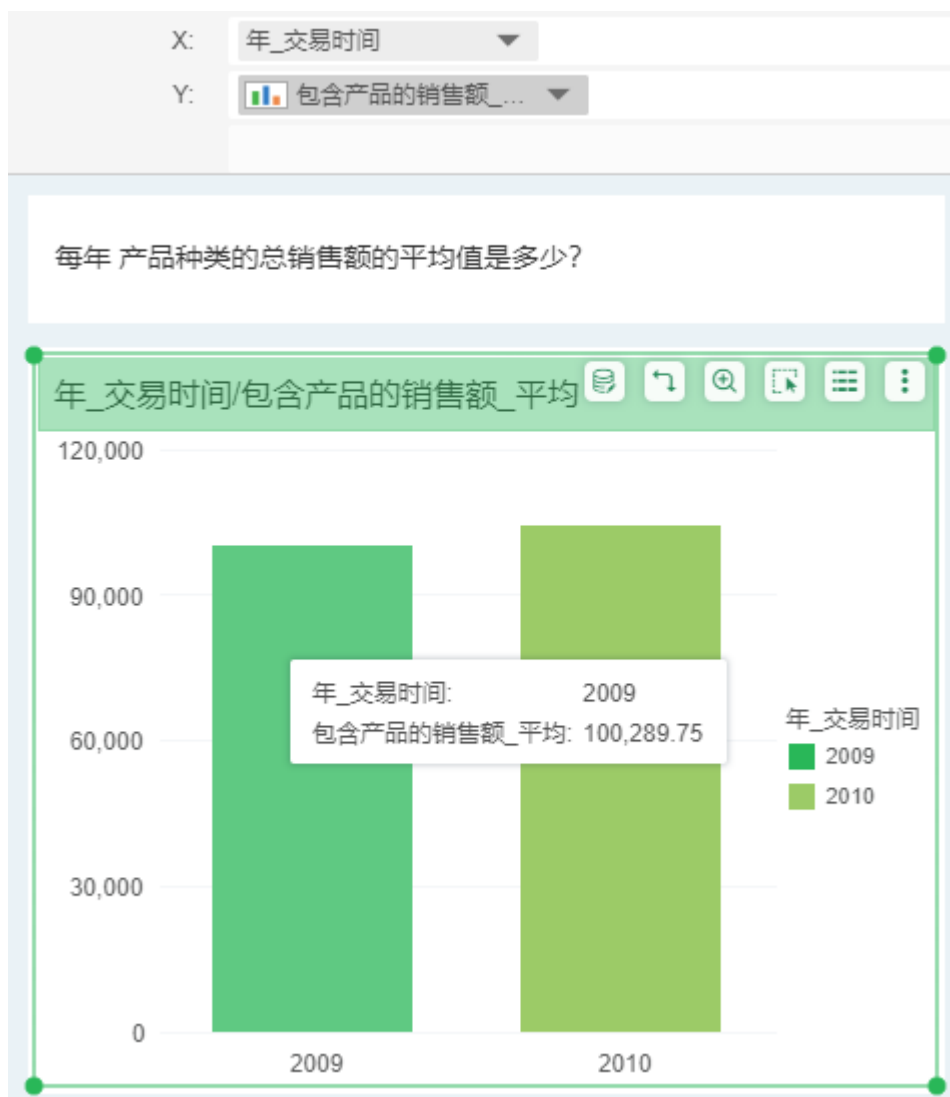 X: 年_交易时间
Y: 包含产品的销售额_...
每年 产品种类的总销售额的平均值是多少?
年_交易时间/包含产品的销售额_平均
120,000
90,000
60,000
30,000
0
年_交易时间: 2009
包含产品的销售额_平均: 100,289.75
2009
2010
年_交易时间
2009
2010